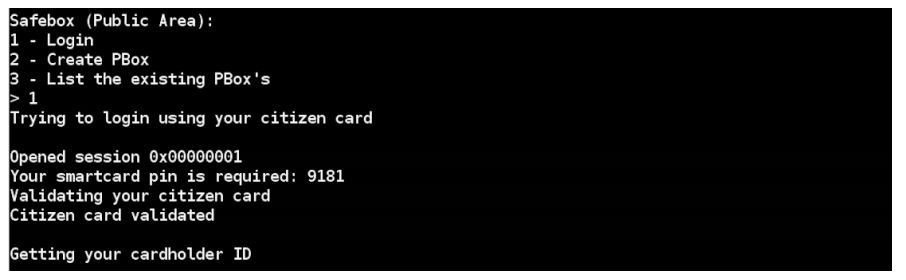 Safebox (Public Area):
1 - Login
2 - Create PBox
3 - List the existing PBox's
> 1
Trying to login using your citizen card
Opened session 0x00000001
Your smartcard pin is required: 9181
Validating your citizen card
Citizen card validated
Getting your cardholder ID